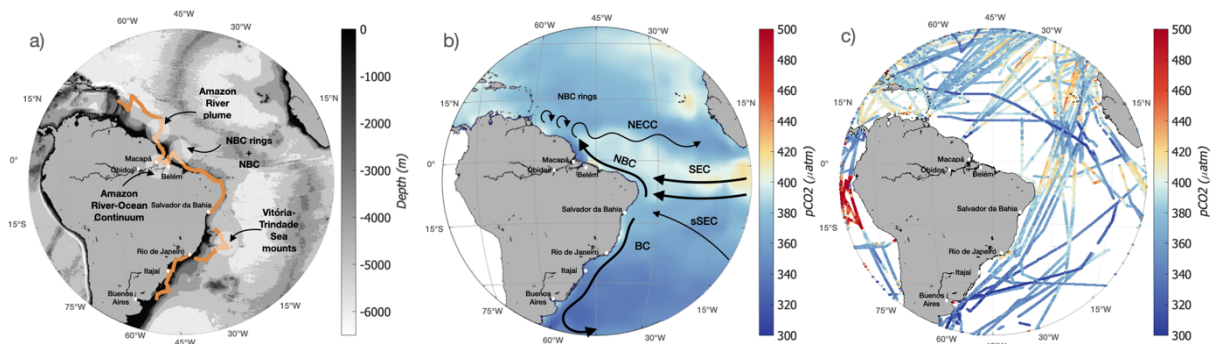 a)
60°W
45°W
30°W
15°N
0°
15°S
75°W
60°W
45°W
30°W
15°W
Amazon
River
plume
NBC rings
+
NBC
Macapá
Óbidos
Belém
Amazon
River-Ocean
Continuum
Salvador da Bahia
Vitória-
Trindade
Sea
mounts
Rio de Janeiro
Itajaí
Buenos
Aires
0
-1000
-2000
-3000
-4000
-5000
-6000
Depth (m)
b)
60°W
45°W
30°W
15°N
0°
15°S
75°W
60°W
45°W
30°W
15°W
NBC rings
NECC
NBC
SEC
sSEC
BC
Macapá
Óbidos
Belém
Salvador da Bahia
Rio de Janeiro
Itajaí
Buenos
Aires
500
480
460
440
420
400
380
360
340
320
300
pCO2 (μatm)
c)
60°W
45°W
30°W
15°N
0°
15°S
75°W
60°W
45°W
30°W
15°W
Macapá
Óbidos
Belém
Salvador da Bahia
Rio de Janeiro
Itajaí
Buenos
Aires
500
480
460
440
420
400
380
360
340
320
300
pCO2 (μatm)